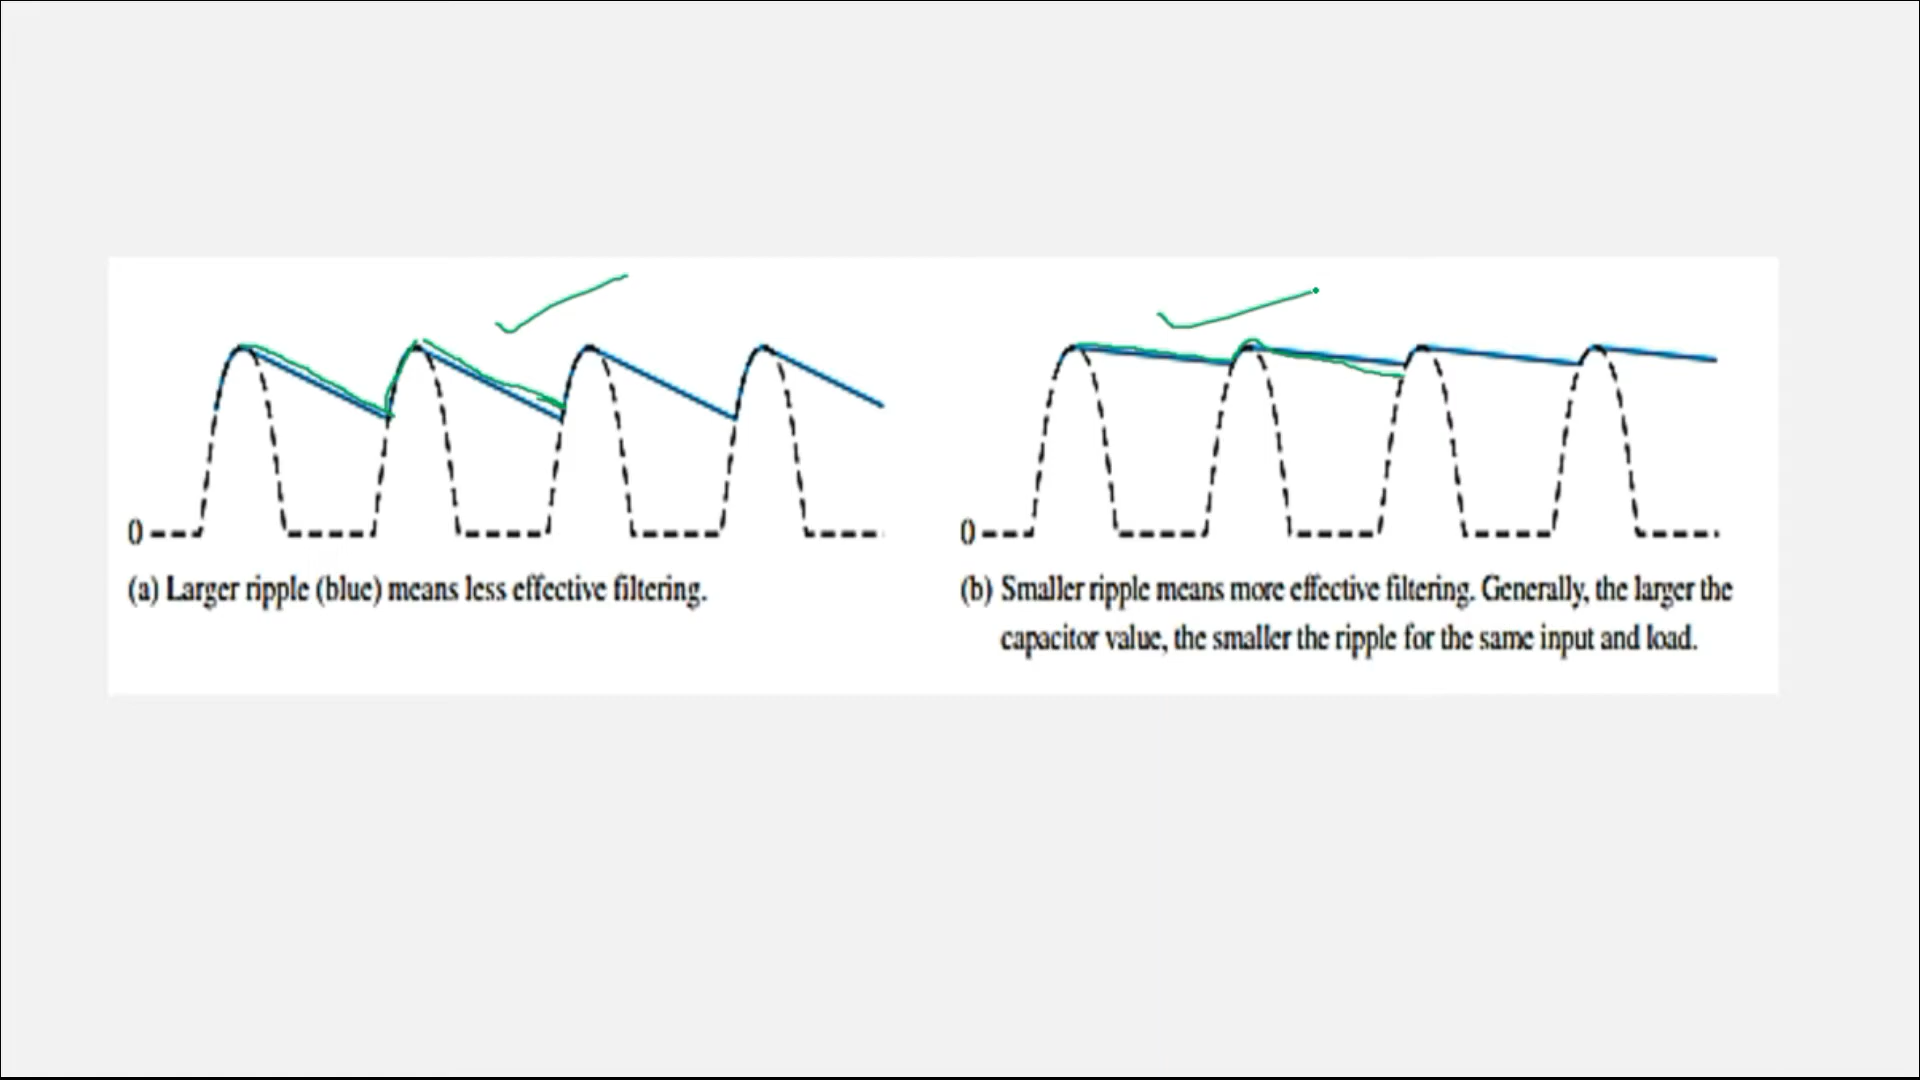 0
(a) Larger ripple (blue) means less effective filtering.
0
(b) Smaller ripple means more effective filtering. Generally, the larger the
capacitor value, the smaller the ripple for the same input and load.